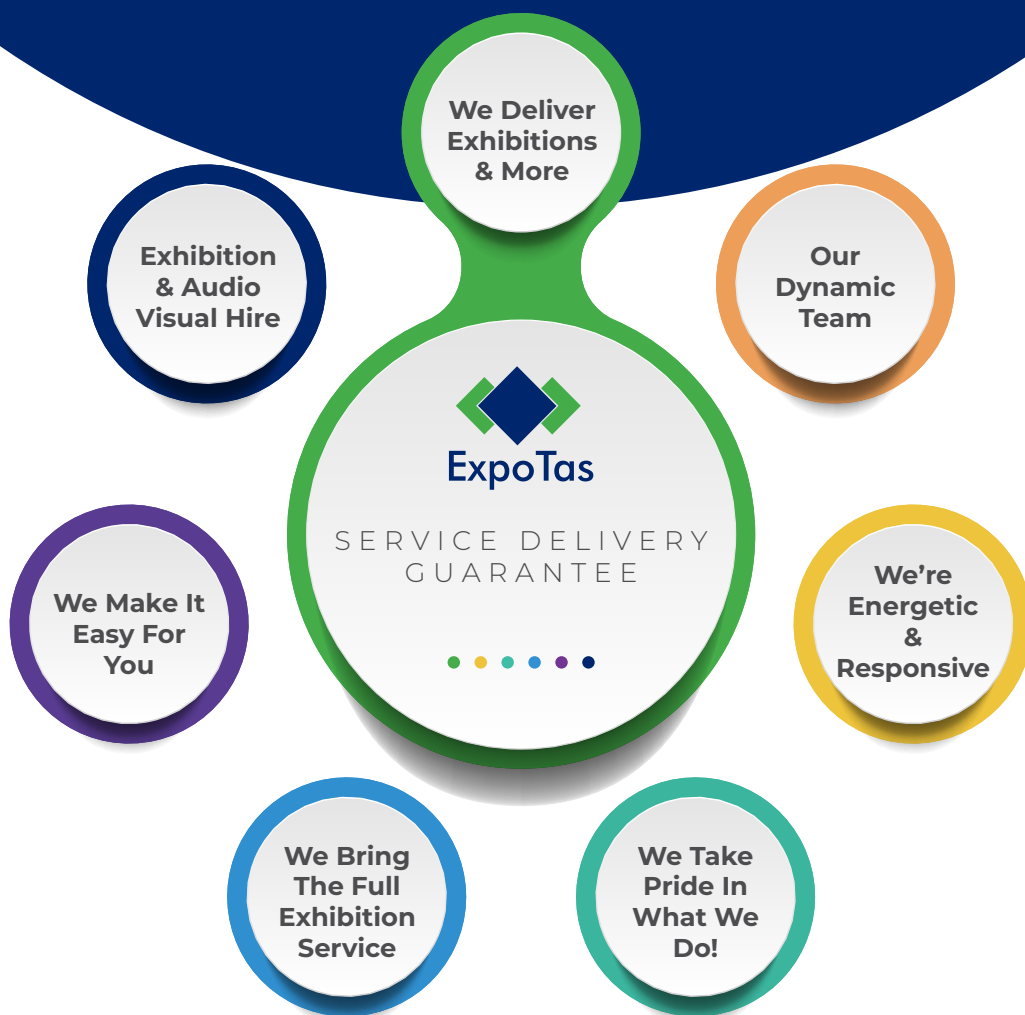 We Deliver
Exhibitions
& More
Exhibition
& Audio
Visual Hire
Our
Dynamic
Team
ExpoTas
SERVICE DELIVERY
GUARANTEE
We Make It
Easy For
You
We’re
Energetic
&
Responsive
We Bring
The Full
Exhibition
Service
We Take
Pride In
What We
Do!